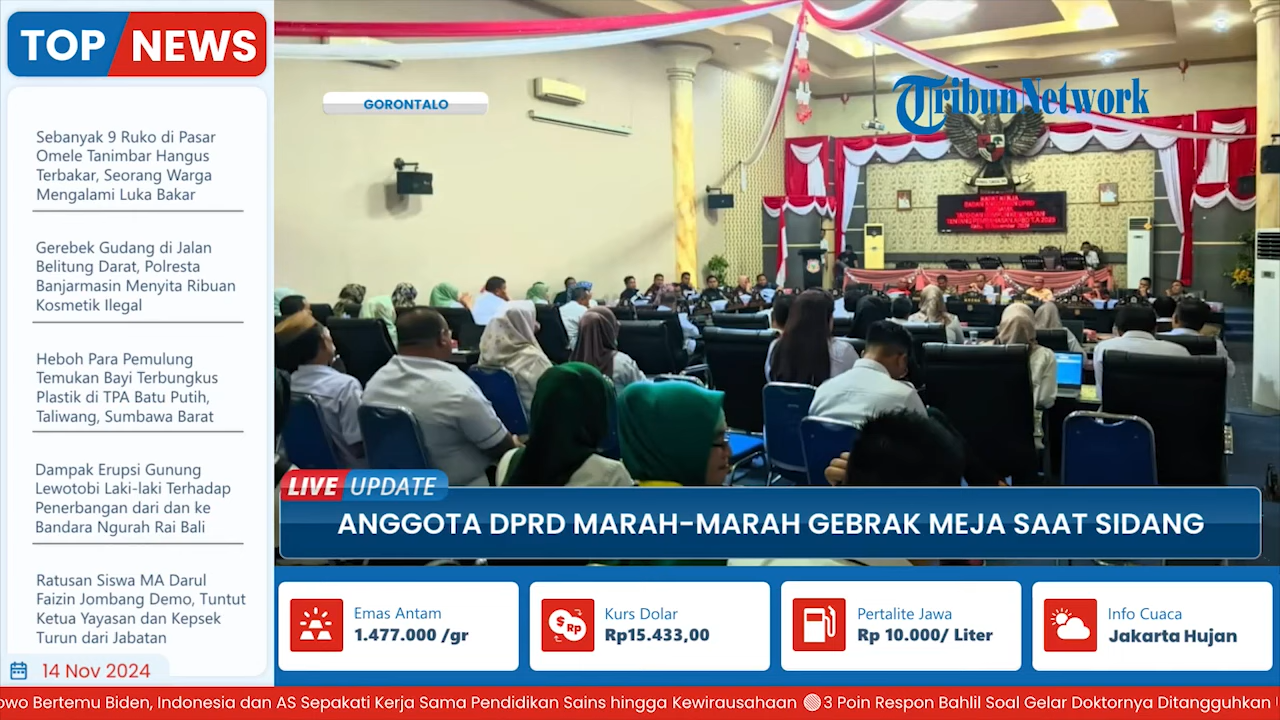 TOP NEWS
Sebanyak 9 Ruko di Pasar
Omele Tanimbar Hangus
Terbakar, Seorang Warga
Mengalami Luka Bakar
Gerebek Gudang di Jalan
Belitung Darat, Polresta
Banjarmasin Menyita Ribuan
Kosmetik Ilegal
Heboh Para Pemulung
Temukan Bayi Terbungkus
Plastik di TPA Batu Putih,
Taliwang, Sumbawa Barat
Dampak Erupsi Gunung
Lewotobi Laki-laki Terhadap
Penerbangan dari dan ke
Bandara Ngurah Rai Bali
Ratusan Siswa MA Darul
Faizin Jombang Demo, Tuntut
Ketua Yayasan dan Kepsek
Turun dari Jabatan
14 Nov 2024
GORONTALO
TribunNetwork
RAPAT KERJA
LIVE UPDATE
ANGGOTA DPRD MARAH-MARAH GEBRAK MEJA SAAT SIDANG
Emas Antam
1.477.000 /gr
Kurs Dolar
Rp15.433,00
Pertalite Jawa
Rp 10.000/ Liter
Info Cuaca
Jakarta Hujan
owo Bertemu Biden, Indonesia dan AS Sepakati Kerja Sama Pendidikan Sains hingga Kewirausahaan 3 Poin Respon Bahlil Soal Gelar Doktornya Ditangguhkan